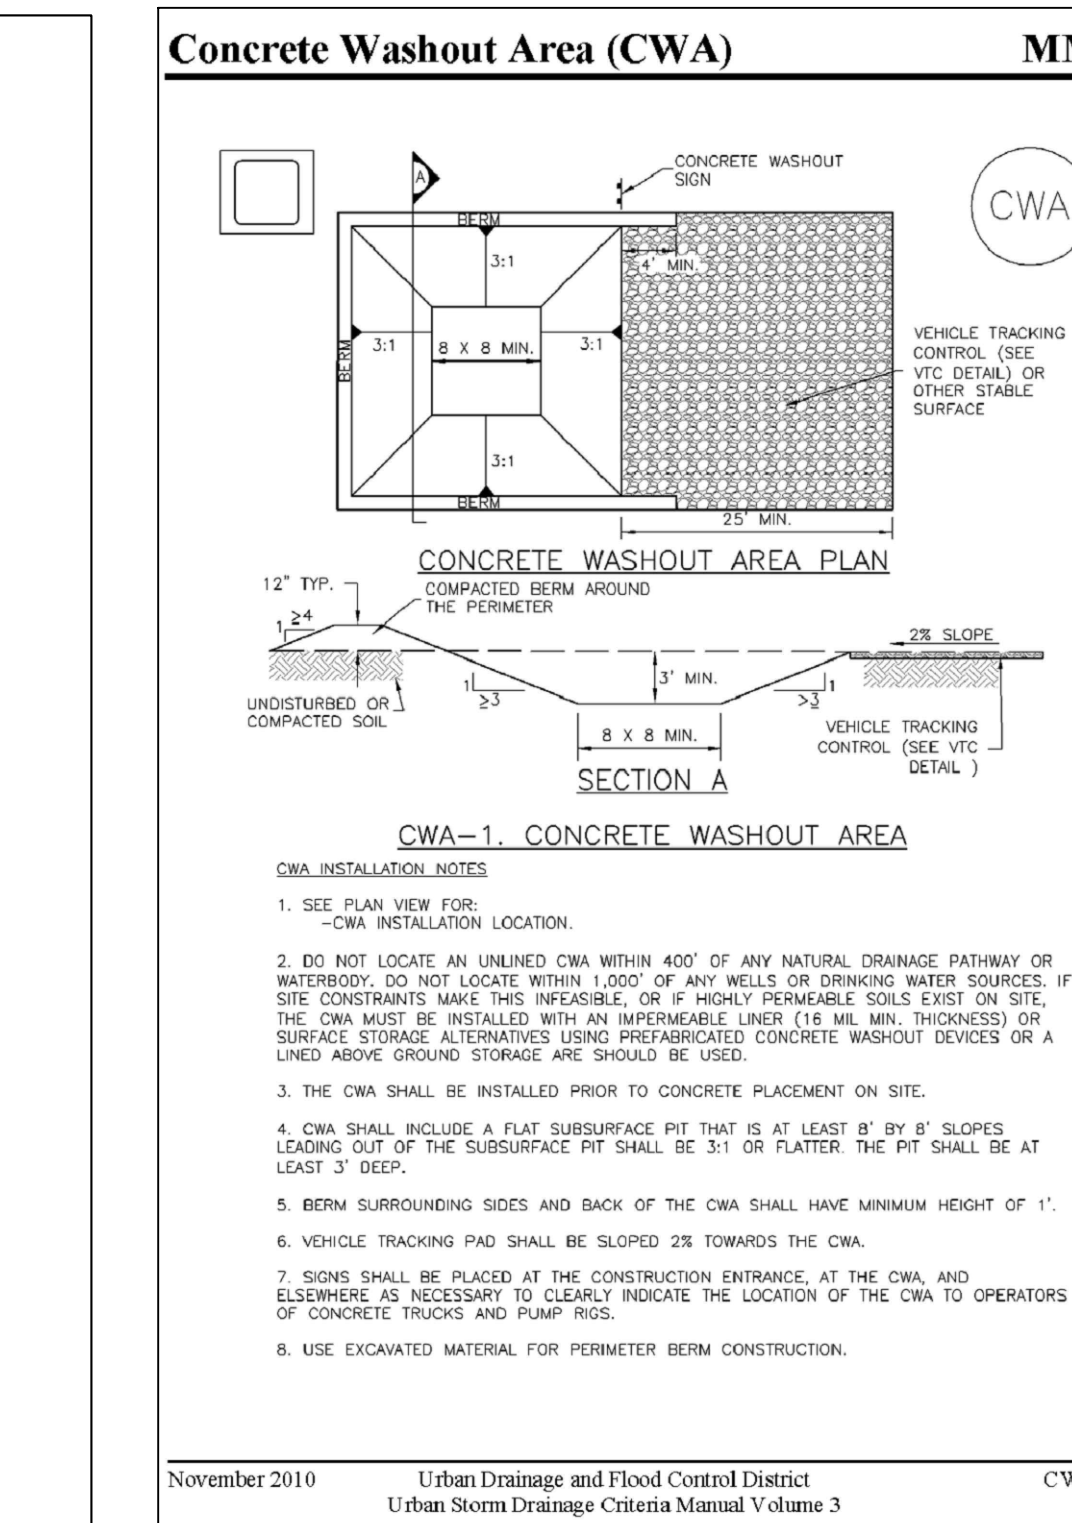 Concrete Washout Area (CWA)
CONCRETE WASHOUT
SIGN
CWA
A
BERM
3:1
4' MIN.
BERM
3:1
8 X 8 MIN.
3:1
VEHICLE TRACKING
CONTROL (SEE
VTC DETAIL) OR
OTHER STABLE
SURFACE
3:1
BERM
25' MIN.
CONCRETE WASHOUT AREA PLAN
12" TYP.
COMPACTED BERM AROUND
THE PERIMETER
1
≥4
2% SLOPE
UNDISTURBED OR
COMPACTED SOIL
1
≥3
3' MIN.
1
>3
8 X 8 MIN.
VEHICLE TRACKING
CONTROL (SEE VTC
DETAIL )
SECTION A
CWA-1. CONCRETE WASHOUT AREA
CWA INSTALLATION NOTES
1. SEE PLAN VIEW FOR:
-CWA INSTALLATION LOCATION.
2. DO NOT LOCATE AN UNLINED CWA WITHIN 400' OF ANY NATURAL DRAINAGE PATHWAY OR
WATERBODY. DO NOT LOCATE WITHIN 1,000' OF ANY WELLS OR DRINKING WATER SOURCES. IF
SITE CONSTRAINTS MAKE THIS INFEASIBLE, OR IF HIGHLY PERMEABLE SOILS EXIST ON SITE,
THE CWA MUST BE INSTALLED WITH AN IMPERMEABLE LINER (16 MIL MIN. THICKNESS) OR
SURFACE STORAGE ALTERNATIVES USING PREFABRICATED CONCRETE WASHOUT DEVICES OR A
LINED ABOVE GROUND STORAGE ARE SHOULD BE USED.
3. THE CWA SHALL BE INSTALLED PRIOR TO CONCRETE PLACEMENT ON SITE.
4. CWA SHALL INCLUDE A FLAT SUBSURFACE PIT THAT IS AT LEAST 8' BY 8' SLOPES
LEADING OUT OF THE SUBSURFACE PIT SHALL BE 3:1 OR FLATTER. THE PIT SHALL BE AT
LEAST 3' DEEP.
5. BERM SURROUNDING SIDES AND BACK OF THE CWA SHALL HAVE MINIMUM HEIGHT OF 1'.
6. VEHICLE TRACKING PAD SHALL BE SLOPED 2% TOWARDS THE CWA.
7. SIGNS SHALL BE PLACED AT THE CONSTRUCTION ENTRANCE, AT THE CWA, AND
ELSEWHERE AS NECESSARY TO CLEARLY INDICATE THE LOCATION OF THE CWA TO OPERATORS
OF CONCRETE TRUCKS AND PUMP RIGS.
8. USE EXCAVATED MATERIAL FOR PERIMETER BERM CONSTRUCTION.
November 2010
Urban Drainage and Flood Control District
Urban Storm Drainage Criteria Manual Volume 3